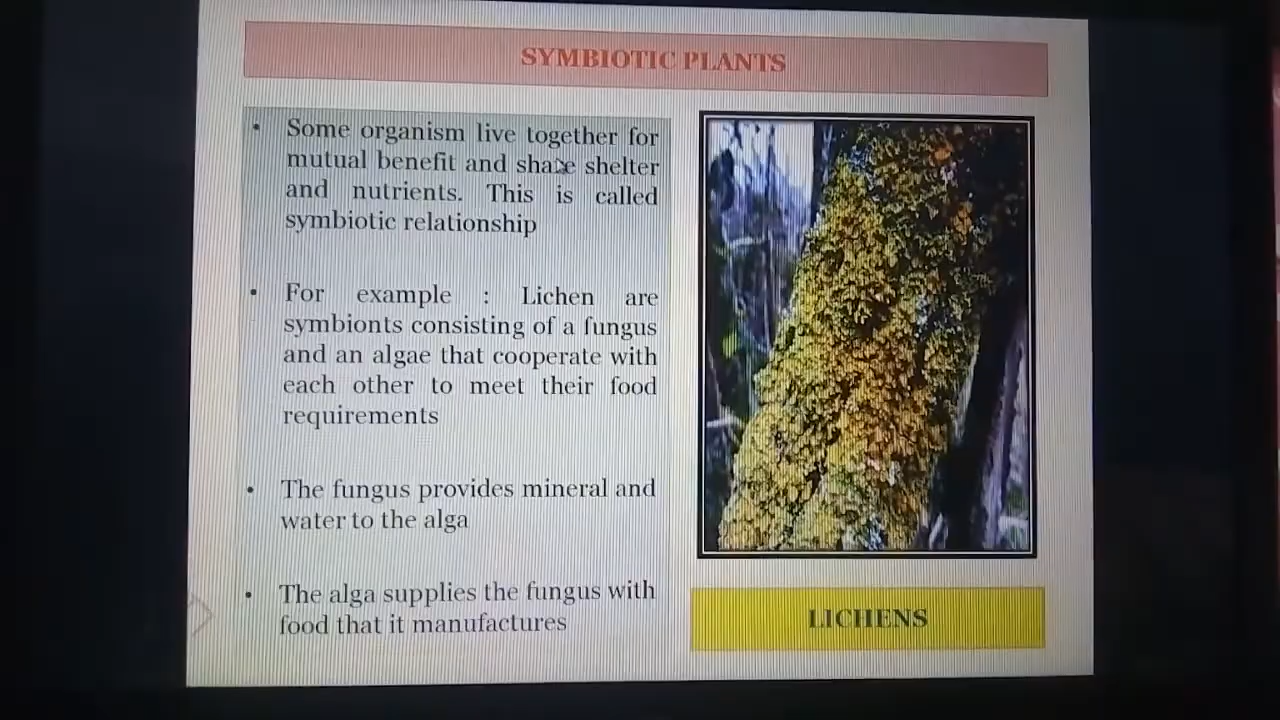 SYMBIOTIC PLANTS
• Some organism live together for
mutual benefit and share shelter
and nutrients. This is called
symbiotic relationship
• For example : Lichen are
symbionts consisting of a fungus
and an algae that cooperate with
each other to meet their food
requirements
• The fungus provides mineral and
water to the alga
• The alga supplies the fungus with
food that it manufactures
LICHENS